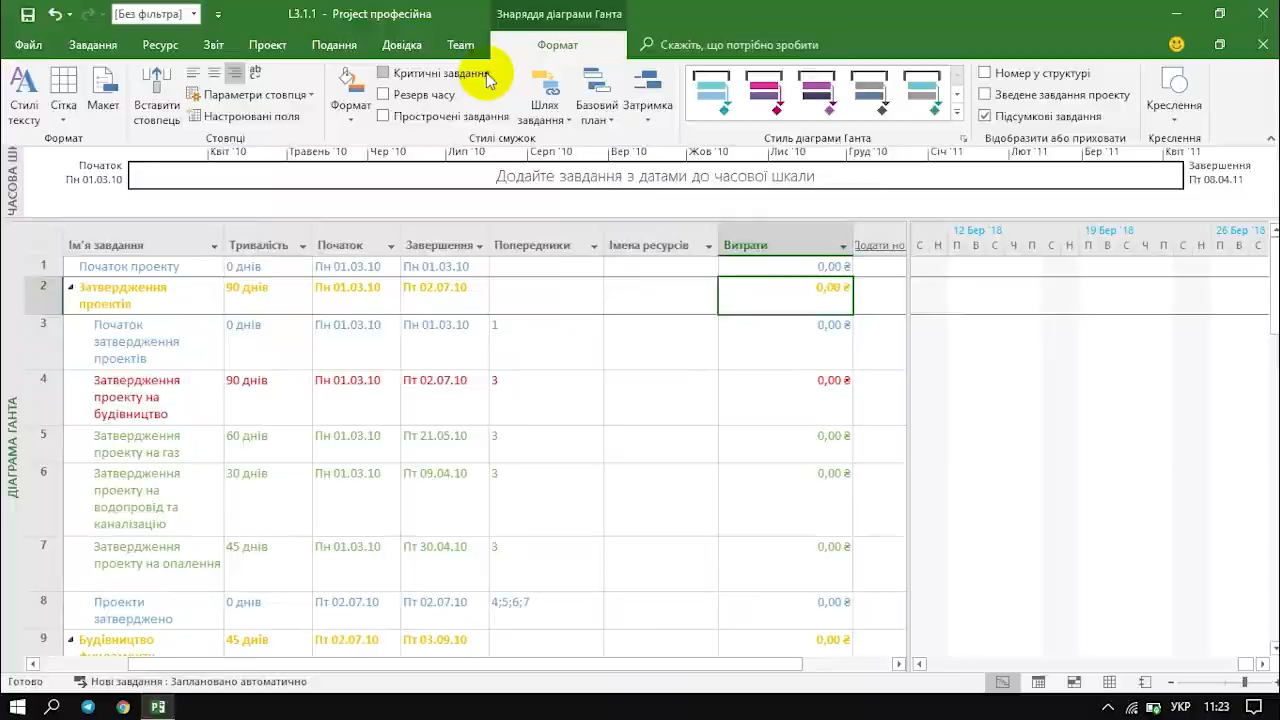 [Без фільтра]
L3.1.1 - Project професійна
Знаряддя діаграми Ганта
Файл Завдання Ресурс Звіт Проект Подання Довідка Team Формат Скажіть, що потрібно зробити
Стилі тексту
Сітка
Макет
Формат
Вставити стовпець
Параметри стовпця
Настроювані поля
Стовпці
Формат
Критичні завдання
Резерв часу
Прострочені завдання
Шлях завдання
Базовий план
Затримка
Стилі смужок
Стиль діаграми Ганта
Номер у структурі
Зведене завдання проекту
Підсумкові завдання
Відобразити або приховати
Креслення
Креслення
ЧАСОВА
Початок
Пн 01.03.10
Квіт '10 Травень '10 Чер '10 Лип '10 Серп '10 Вер '10 Жов '10 Лис '10 Груд '10 Січ '11 Лют '11 Бер '11 Квіт '11
Додайте завдання з датами до часової шкали
Завершення
Пт 08.04.11
ДІАГРАМА ГАНТА
Ім'я завдання Тривалість Початок Завершення Попередники Імена ресурсів Витрати Додати но
12 Бер '18 19 Бер '18 26 Бер '18
С Н П В С Ч П С Н П В С Ч П С Н П В С
1 Початок проекту 0 днів Пн 01.03.10 Пн 01.03.10 0,00 ₴
2 Затвердження 90 днів Пн 01.03.10 Пт 02.07.10 0,00 ₴
проектів
3 Початок 0 днів Пн 01.03.10 Пн 01.03.10 1 0,00 ₴
затвердження
проектів
4 Затвердження 90 днів Пн 01.03.10 Пт 02.07.10 3 0,00 ₴
проекту на
будівництво
5 Затвердження 60 днів Пн 01.03.10 Пт 21.05.10 3 0,00 ₴
проекту на газ
6 Затвердження 30 днів Пн 01.03.10 Пт 09.04.10 3 0,00 ₴
проекту на
водопровід та
каналізацію
7 Затвердження 45 днів Пн 01.03.10 Пт 30.04.10 3 0,00 ₴
проекту на опалення
8 Проекти 0 днів Пт 02.07.10 Пт 02.07.10 4;5;6;7 0,00 ₴
затверджено
9 Будівництво 45 днів Пт 02.07.10 Пт 03.09.10 0,00 ₴
Готово Нові завдання : Заплановано автоматично
УКР 11:23